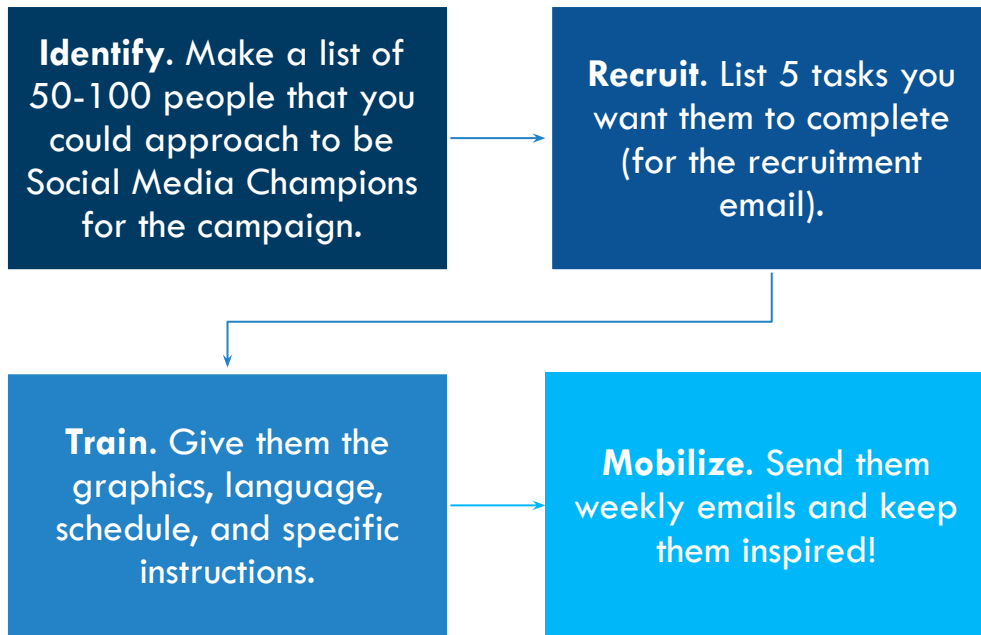 Identify. Make a list of
50-100 people that you
could approach to be
Social Media Champions
for the campaign.
Recruit. List 5 tasks you
want them to complete
(for the recruitment
email).
Train. Give them the
graphics, language,
schedule, and specific
instructions.
Mobilize. Send them
weekly emails and keep
them inspired!